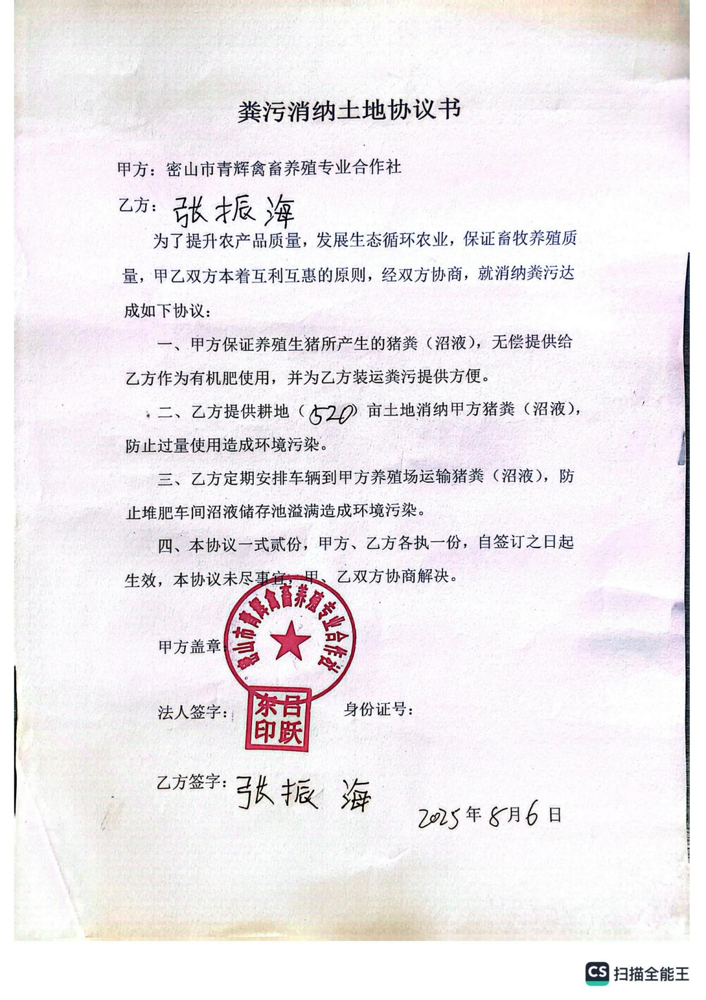 粪污消纳土地协议书
甲方：密山市青辉禽畜养殖专业合作社
乙方：张振海
为了提升农产品质量，发展生态循环农业，保证畜牧养殖质
量，甲乙双方本着互利互惠的原则，经双方协商，就消纳粪污达
成如下协议：
一、甲方保证养殖生猪所产生的猪粪（沼液），无偿提供给
乙方作为有机肥使用，并为乙方装运粪污提供方便。
二、乙方提供耕地（520）亩土地消纳甲方猪粪（沼液），
防止过量使用造成环境污染。
三、乙方定期安排车辆到甲方养殖场运输猪粪（沼液），防
止堆肥车间沼液储存池溢满造成环境污染。
四、本协议一式贰份，甲方、乙方各执一份，自签订之日起
生效，本协议未尽事宜，甲、乙双方协商解决。
密山市青辉禽畜养殖专业合作社
甲方盖章：
法人签字： 身份证号：
吕跃东印
乙方签字：张振海
2025年8月6日
CS 扫描全能王